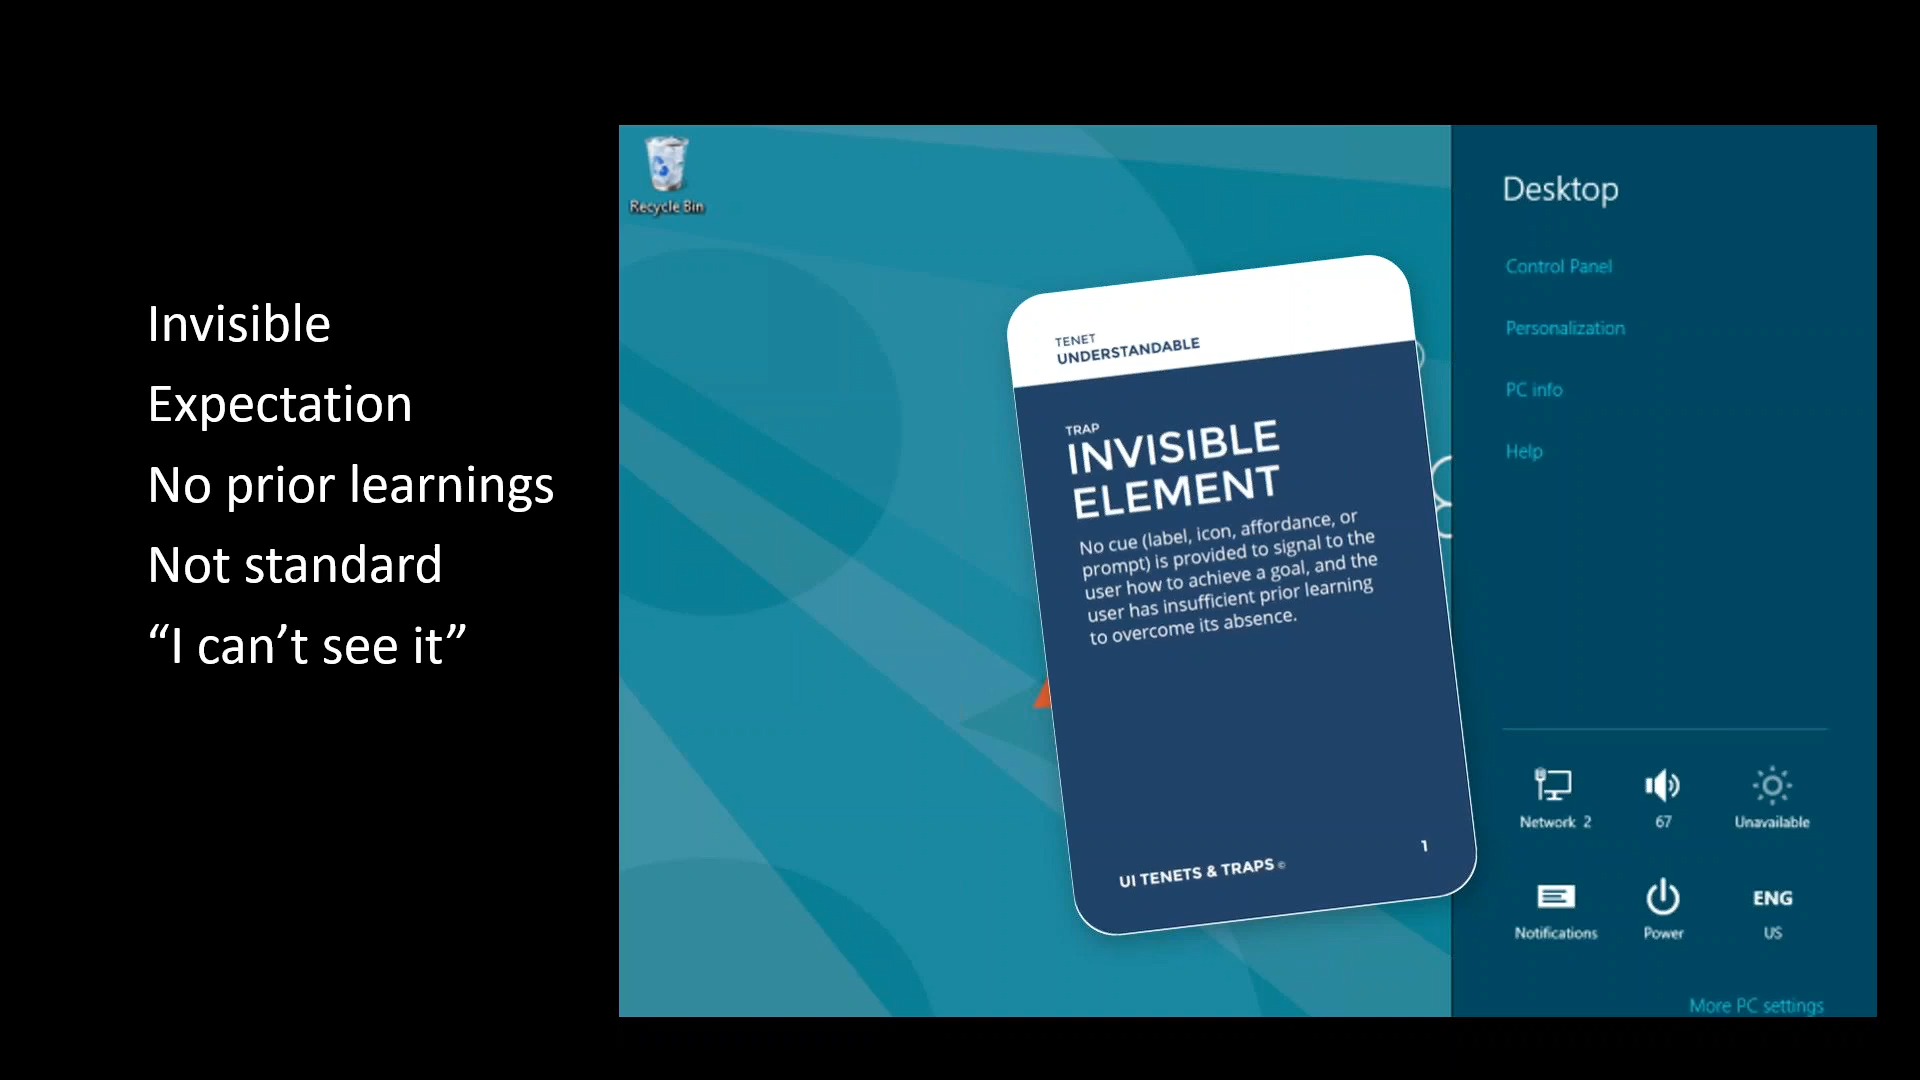 Invisible
Expectation
No prior learnings
Not standard
“I can’t see it”
Recycle Bin
TENET
UNDERSTANDABLE
TRAP
INVISIBLE
ELEMENT
No cue (label, icon, affordance, or
prompt) is provided to signal to the
user how to achieve a goal, and the
user has insufficient prior learning
to overcome its absence.
UI TENETS & TRAPS ©
1
Desktop
Control Panel
Personalization
PC info
Help
Network 2
67
Unavailable
Notifications
Power
ENG
US
More PC settings